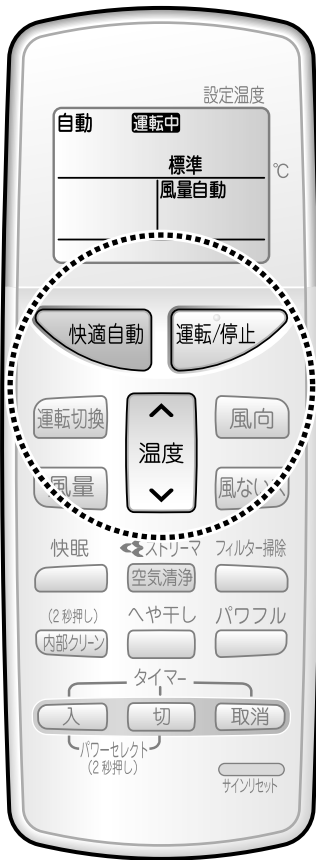 設定温度
自動 運転中
標準
℃
風量自動
快適自動 運転/停止
運転切換 温度 風向
風量 風ないス
快眠 ストリーマ フィルター掃除
空気清浄
(2秒押し) へや干し パワフル
内部クリーン
タイマー
入 切 取消
パワーセレクト
(2秒押し)
サインリセット